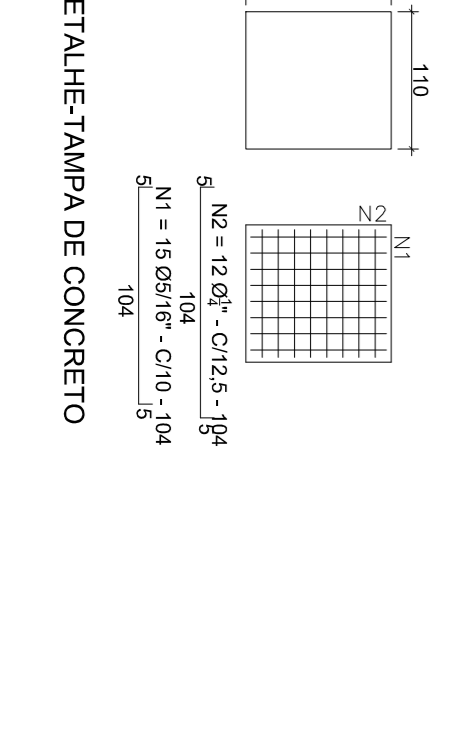 110
N2
N1
N2 = 12 Ø1/4" - C/12,5 - 104
5
104
5
N1 = 15 Ø5/16" - C/10 - 104
5
104
5
ETALHE-TAMPA DE CONCRETO